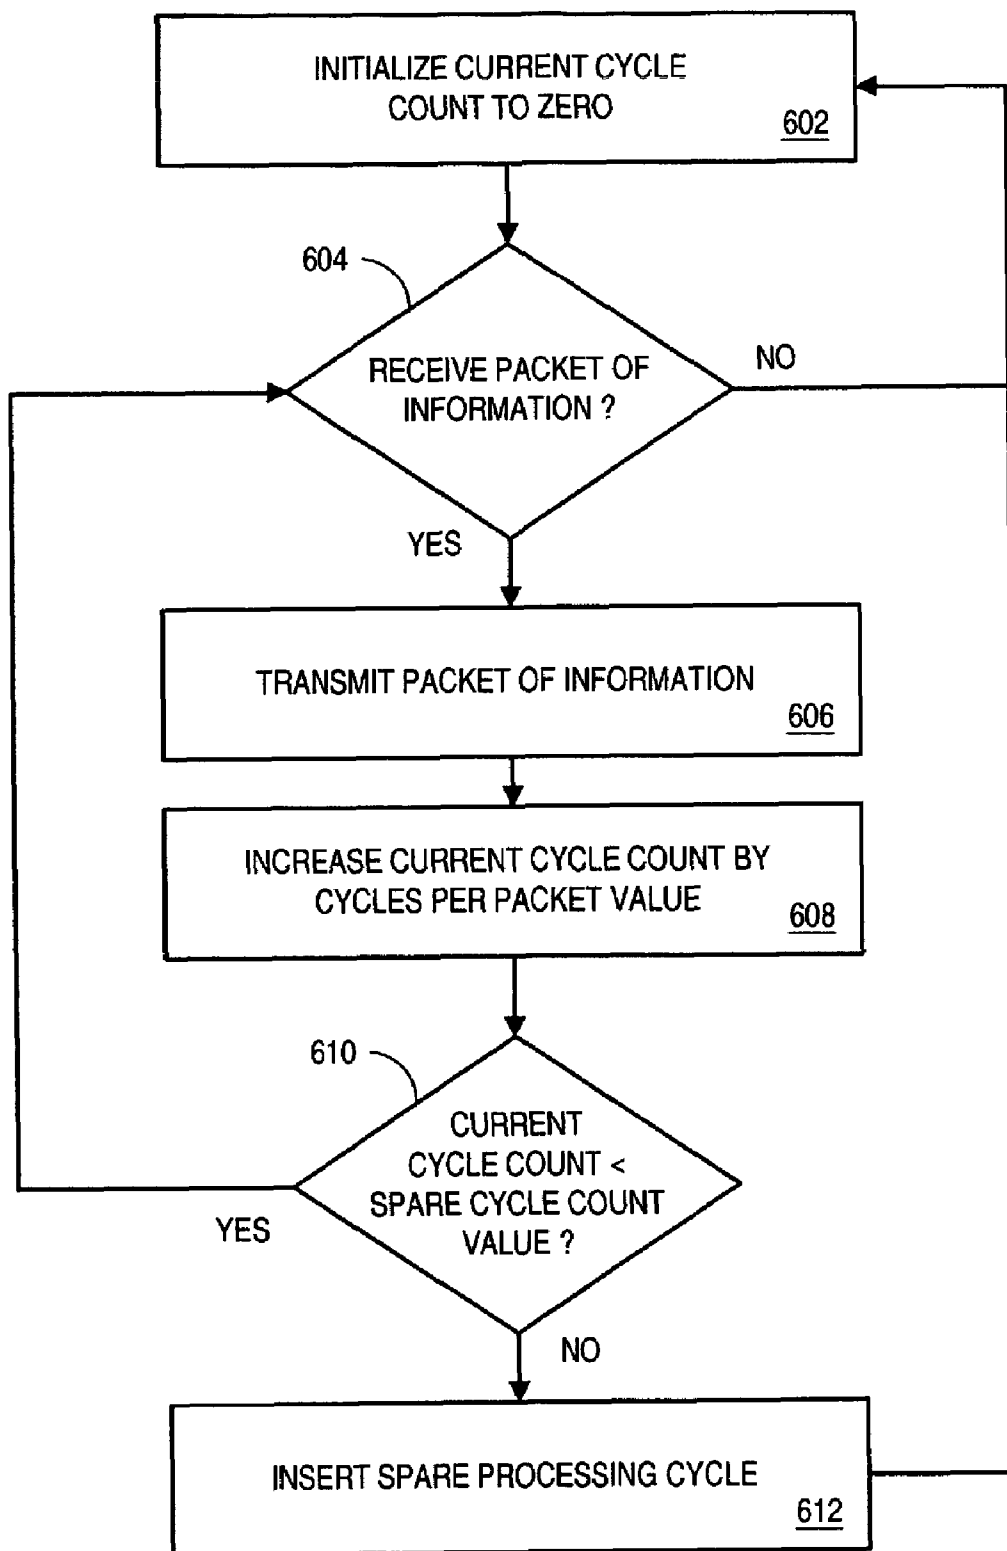 INITIALIZE CURRENT CYCLE
COUNT TO ZERO
602
604
RECEIVE PACKET OF
INFORMATION ?
NO
YES
TRANSMIT PACKET OF INFORMATION
606
INCREASE CURRENT CYCLE COUNT BY
CYCLES PER PACKET VALUE
608
610
CURRENT
CYCLE COUNT <
SPARE CYCLE COUNT
VALUE ?
YES
NO
INSERT SPARE PROCESSING CYCLE
612